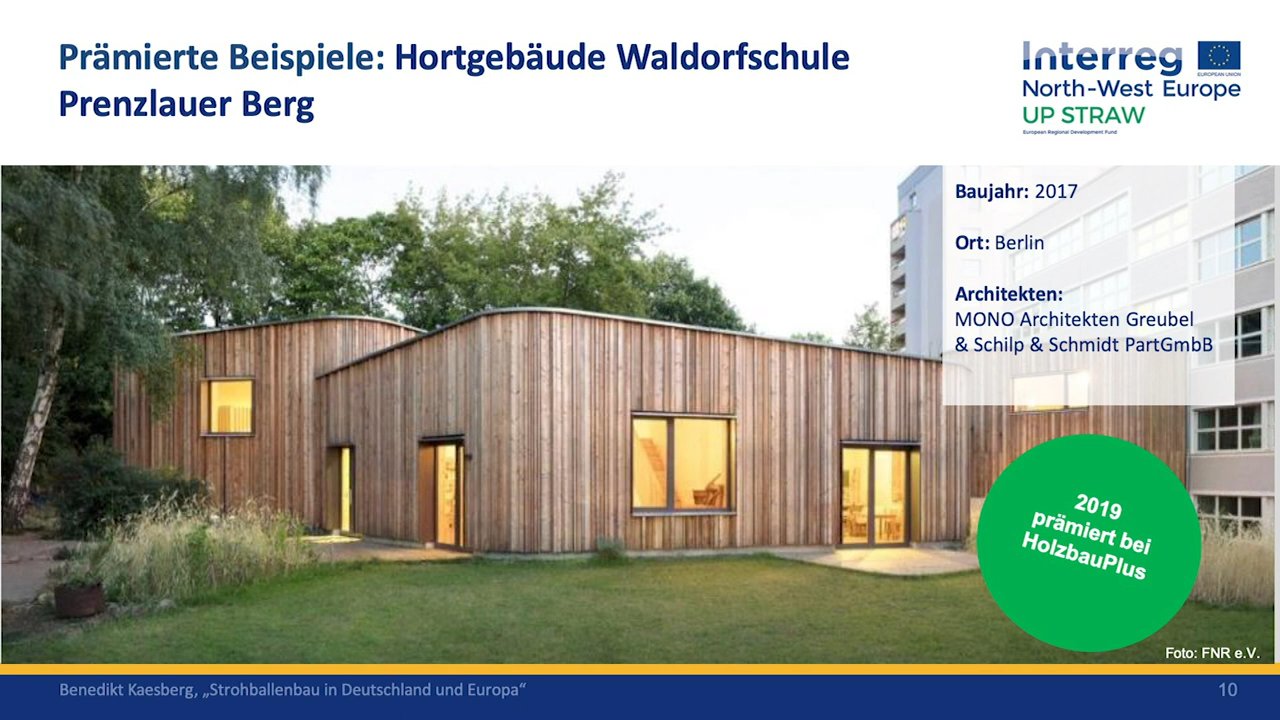 Prämierte Beispiele: Hortgebäude Waldorfschule
Prenzlauer Berg
Interreg
EUROPEAN UNION
North-West Europe
UP STRAW
European Regional Development Fund
Baujahr: 2017
Ort: Berlin
Architekten:
MONO Architekten Greubel
& Schilp & Schmidt PartGmbB
2019
prämiert bei
HolzbauPlus
Foto: FNR e.V.
Benedikt Kaesberg, „Strohballenbau in Deutschland und Europa“
10